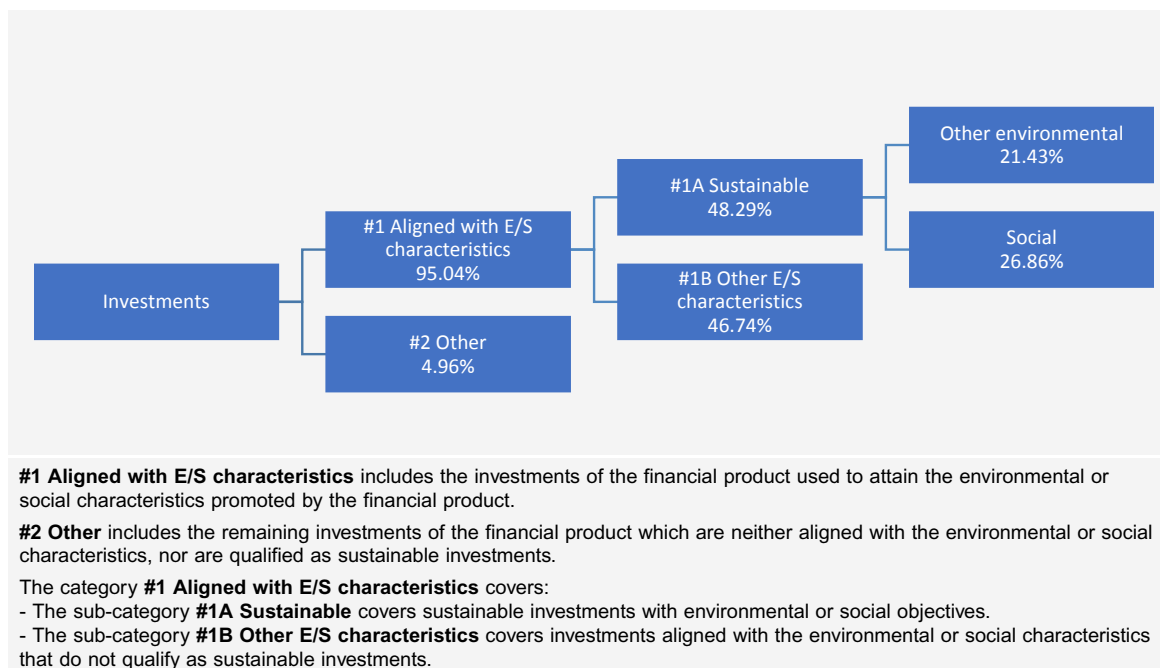 Investments
#1 Aligned with E/S
characteristics
95.04%
#2 Other
4.96%
#1A Sustainable
48.29%
#1B Other E/S
characteristics
46.74%
Other environmental
21.43%
Social
26.86%
#1 Aligned with E/S characteristics includes the investments of the financial product used to attain the environmental or
social characteristics promoted by the financial product.
#2 Other includes the remaining investments of the financial product which are neither aligned with the environmental or social
characteristics, nor are qualified as sustainable investments.
The category #1 Aligned with E/S characteristics covers:
- The sub-category #1A Sustainable covers sustainable investments with environmental or social objectives.
- The sub-category #1B Other E/S characteristics covers investments aligned with the environmental or social characteristics
that do not qualify as sustainable investments.